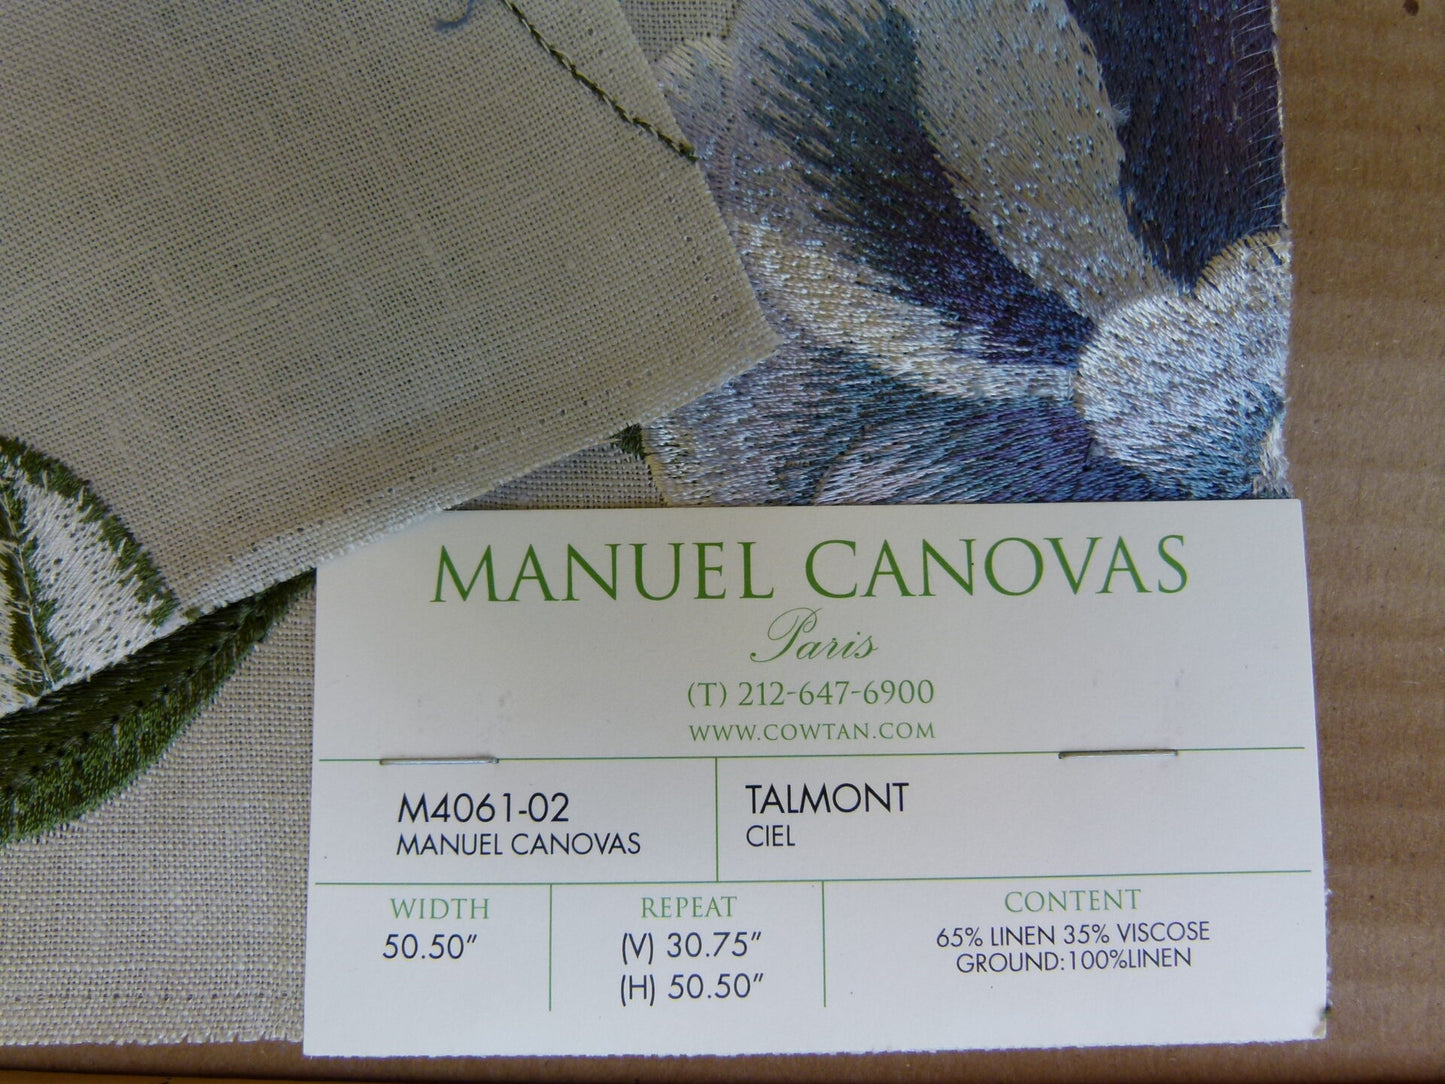 MANUEL CANOVAS
Paris
(T) 212-647-6900
WWW.COWTAN.COM
M4061-02
MANUEL CANOVAS
TALMONT
CIEL
WIDTH
50.50"
REPEAT
(V) 30.75"
(H) 50.50"
CONTENT
65% LINEN 35% VISCOSE
GROUND:100%LINEN